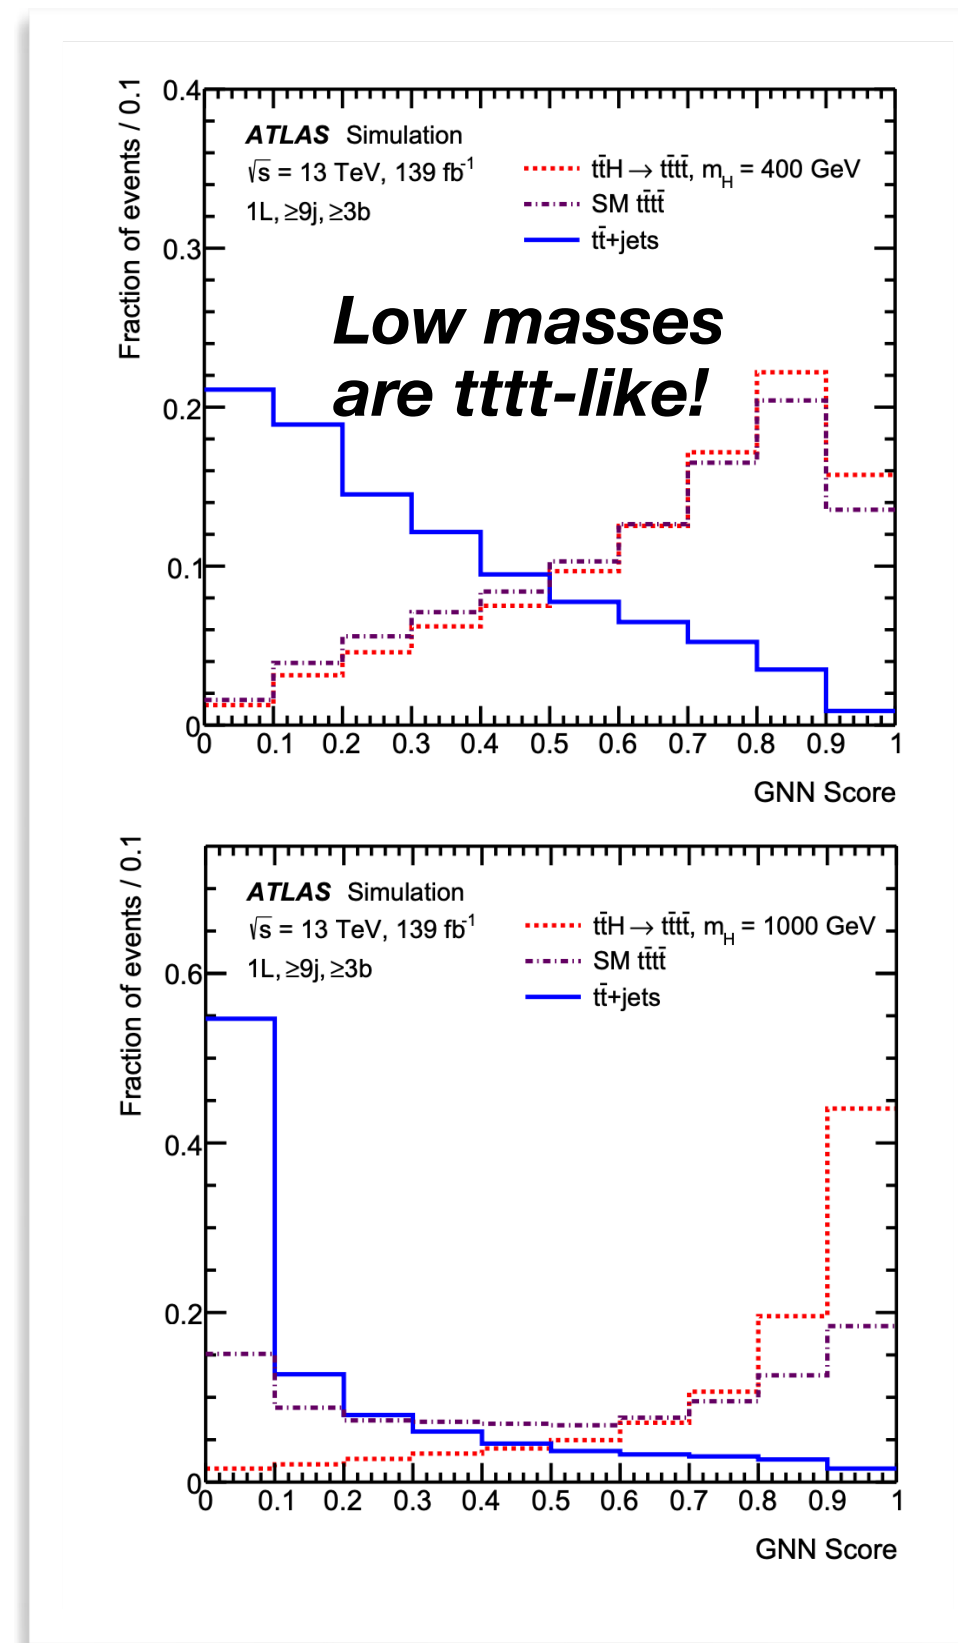 Fraction of events / 0.1
0.4
0.3
0.2
0.1
0
ATLAS Simulation
√s = 13 TeV, 139 fb⁻¹
1L, ≥9j, ≥3b
tt̄H → tt̄tt̄, m_H = 400 GeV
SM tt̄tt̄
tt̄+jets
Low masses
are tttt-like!
0 0.1 0.2 0.3 0.4 0.5 0.6 0.7 0.8 0.9 1
GNN Score
Fraction of events / 0.1
0.6
0.4
0.2
0
ATLAS Simulation
√s = 13 TeV, 139 fb⁻¹
1L, ≥9j, ≥3b
tt̄H → tt̄tt̄, m_H = 1000 GeV
SM tt̄tt̄
tt̄+jets
0 0.1 0.2 0.3 0.4 0.5 0.6 0.7 0.8 0.9 1
GNN Score